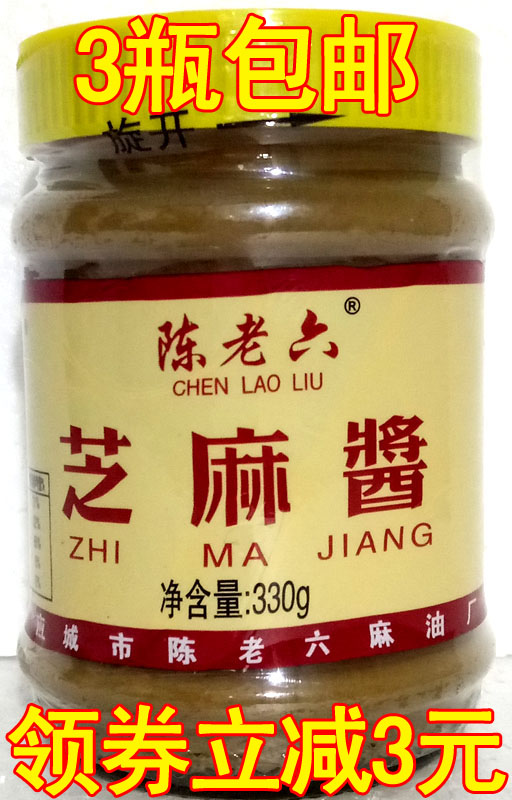 3瓶包邮
旋开
陈老六®
CHEN LAO LIU
芝麻醬
ZHI MA JIANG
净含量:330g
应城市陈老六麻油厂
领券立减3元